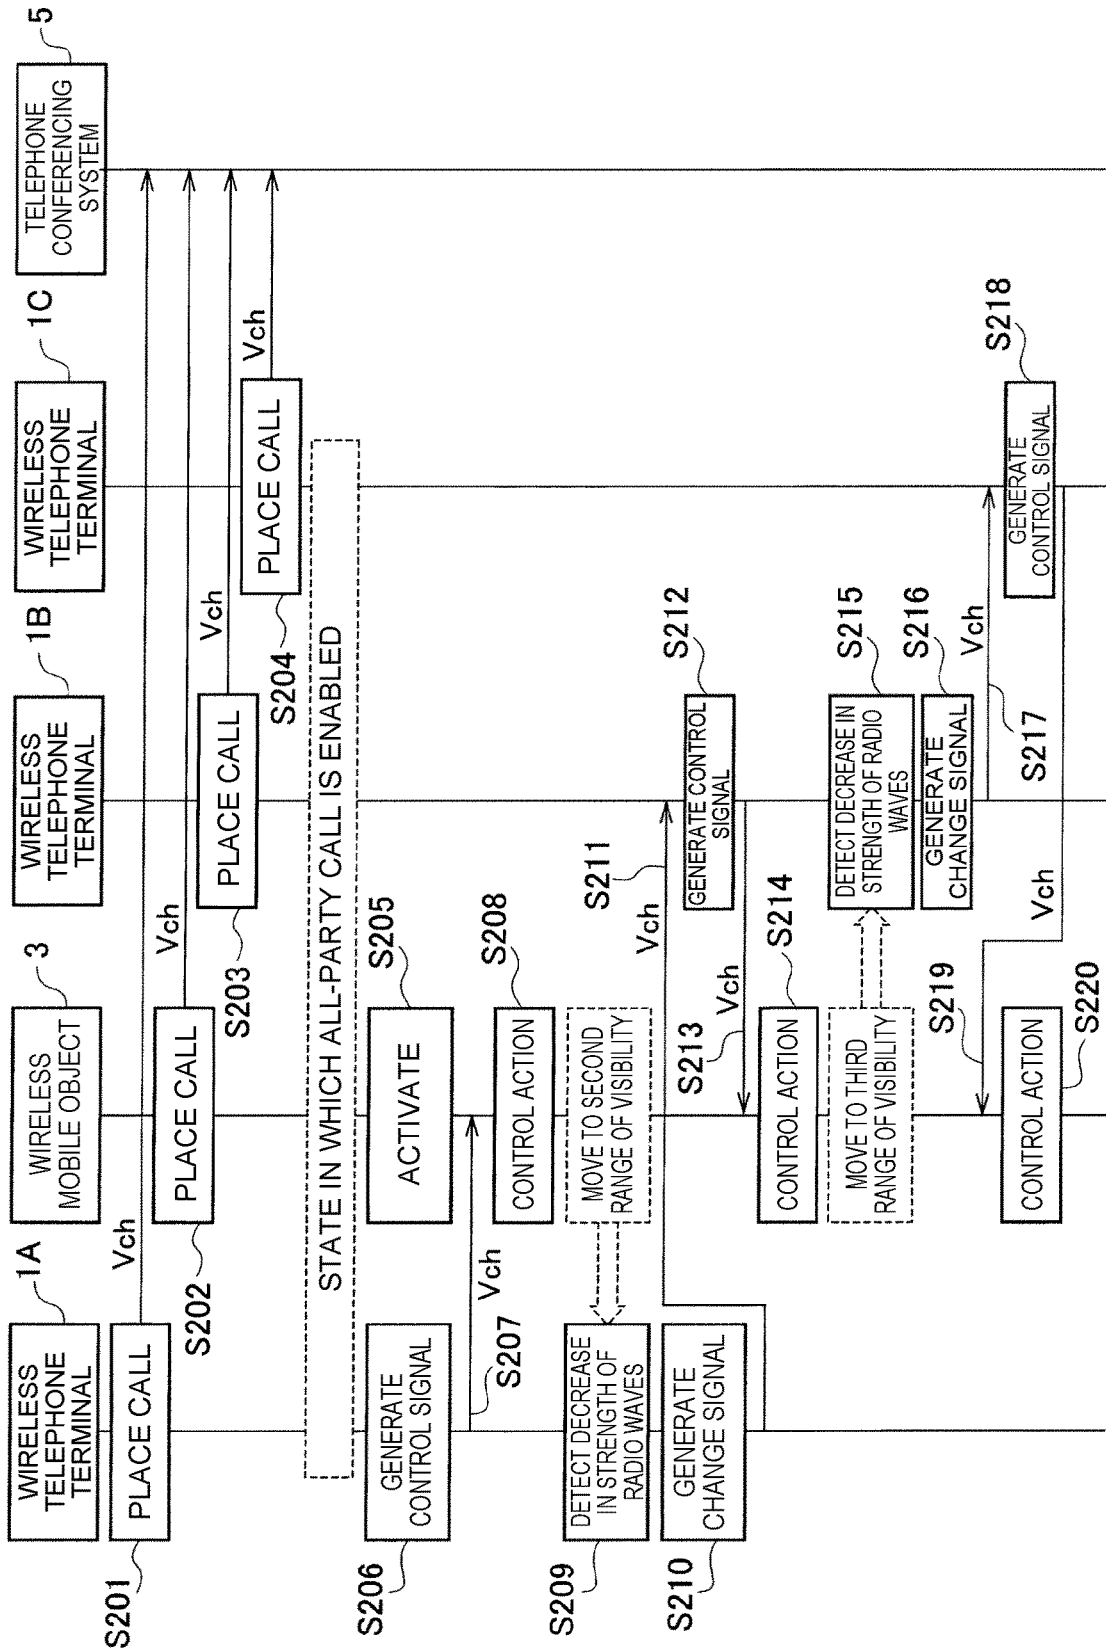 1A
3
1B
1C
5
WIRELESS
TELEPHONE
TERMINAL
WIRELESS
MOBILE OBJECT
WIRELESS
TELEPHONE
TERMINAL
WIRELESS
TELEPHONE
TERMINAL
TELEPHONE
CONFERENCING
SYSTEM
S201
PLACE CALL
Vch
S202
PLACE CALL
Vch
S203
PLACE CALL
Vch
S204
PLACE CALL
Vch
STATE IN WHICH ALL-PARTY CALL IS ENABLED
ACTIVATE
S205
S206
GENERATE
CONTROL SIGNAL
S207
Vch
CONTROL ACTION
S208
MOVE TO SECOND
RANGE OF VISIBILITY
S209
DETECT DECREASE
IN STRENGTH OF
RADIO WAVES
S210
GENERATE
CHANGE SIGNAL
Vch
S211
GENERATE CONTROL
SIGNAL
S212
S213
Vch
CONTROL ACTION
S214
MOVE TO THIRD
RANGE OF VISIBILITY
DETECT DECREASE IN
STRENGTH OF RADIO
WAVES
S215
GENERATE
CHANGE SIGNAL
S216
S217
Vch
GENERATE
CONTROL SIGNAL
S218
S219
Vch
CONTROL ACTION
S220